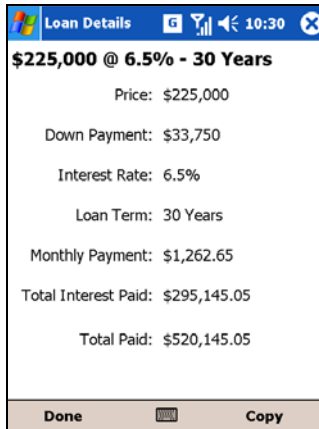 Loan Details G 10:30
$225,000 @ 6.5% - 30 Years
Price: $225,000
Down Payment: $33,750
Interest Rate: 6.5%
Loan Term: 30 Years
Monthly Payment: $1,262.65
Total Interest Paid: $295,145.05
Total Paid: $520,145.05
Done Copy